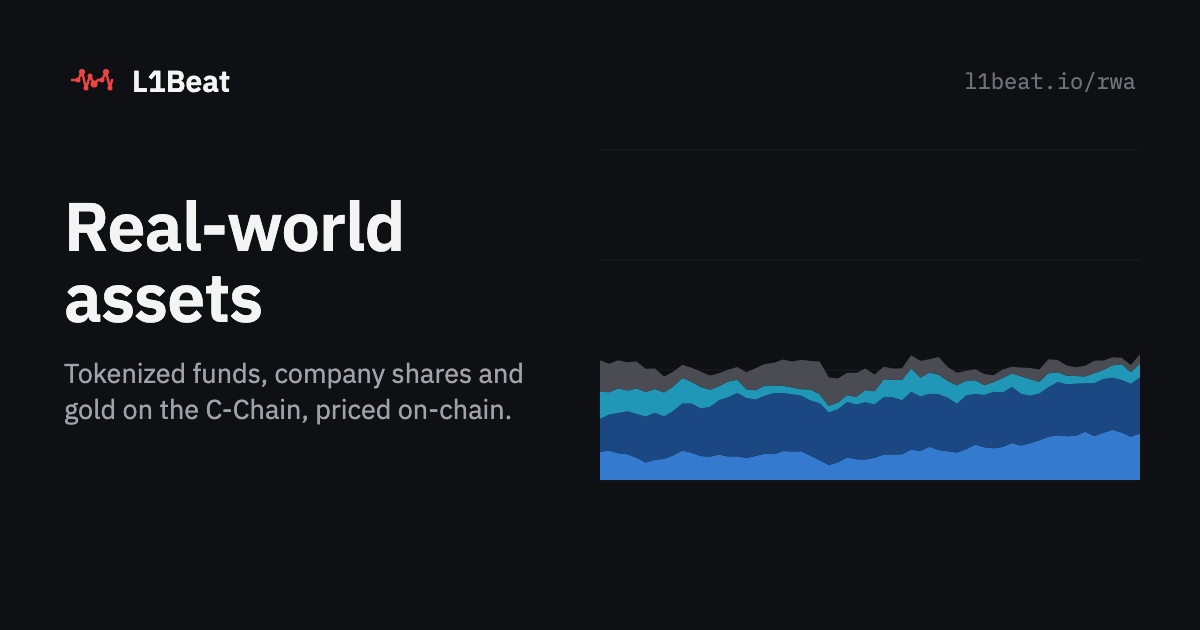 L1Beat
l1beat.io/rwa
Real-world
assets
Tokenized funds, company shares and
gold on the C-Chain, priced on-chain.